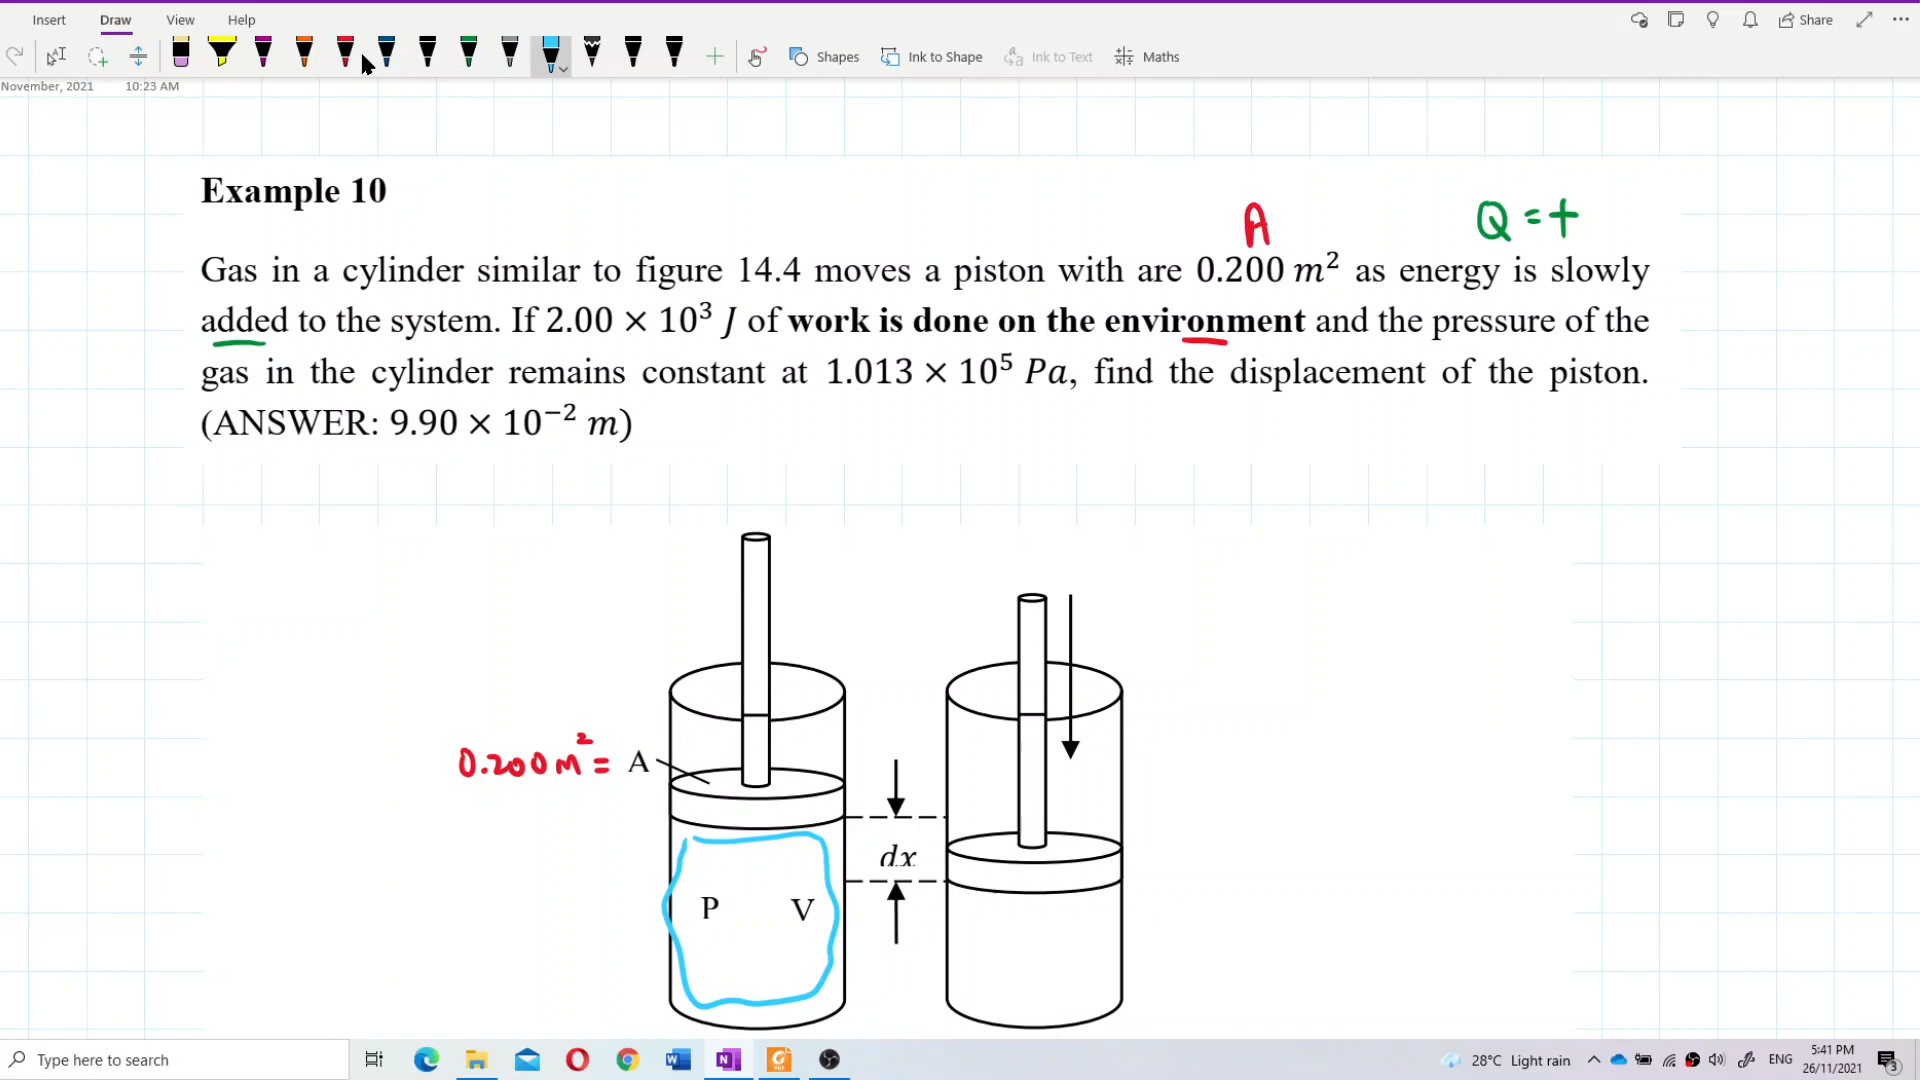 Insert Draw View Help
Share
Shapes Ink to Shape Ink to Text Maths
November, 2021 10:23 AM
Example 10
A
Q = +
Gas in a cylinder similar to figure 14.4 moves a piston with are 0.200 m² as energy is slowly
added to the system. If 2.00 × 10³ J of work is done on the environment and the pressure of the
gas in the cylinder remains constant at 1.013 × 10⁵ Pa, find the displacement of the piston.
(ANSWER: 9.90 × 10⁻² m)
0.200 m² = A
dx
P V
Type here to search
28°C Light rain
ENG
5:41 PM
26/11/2021
3